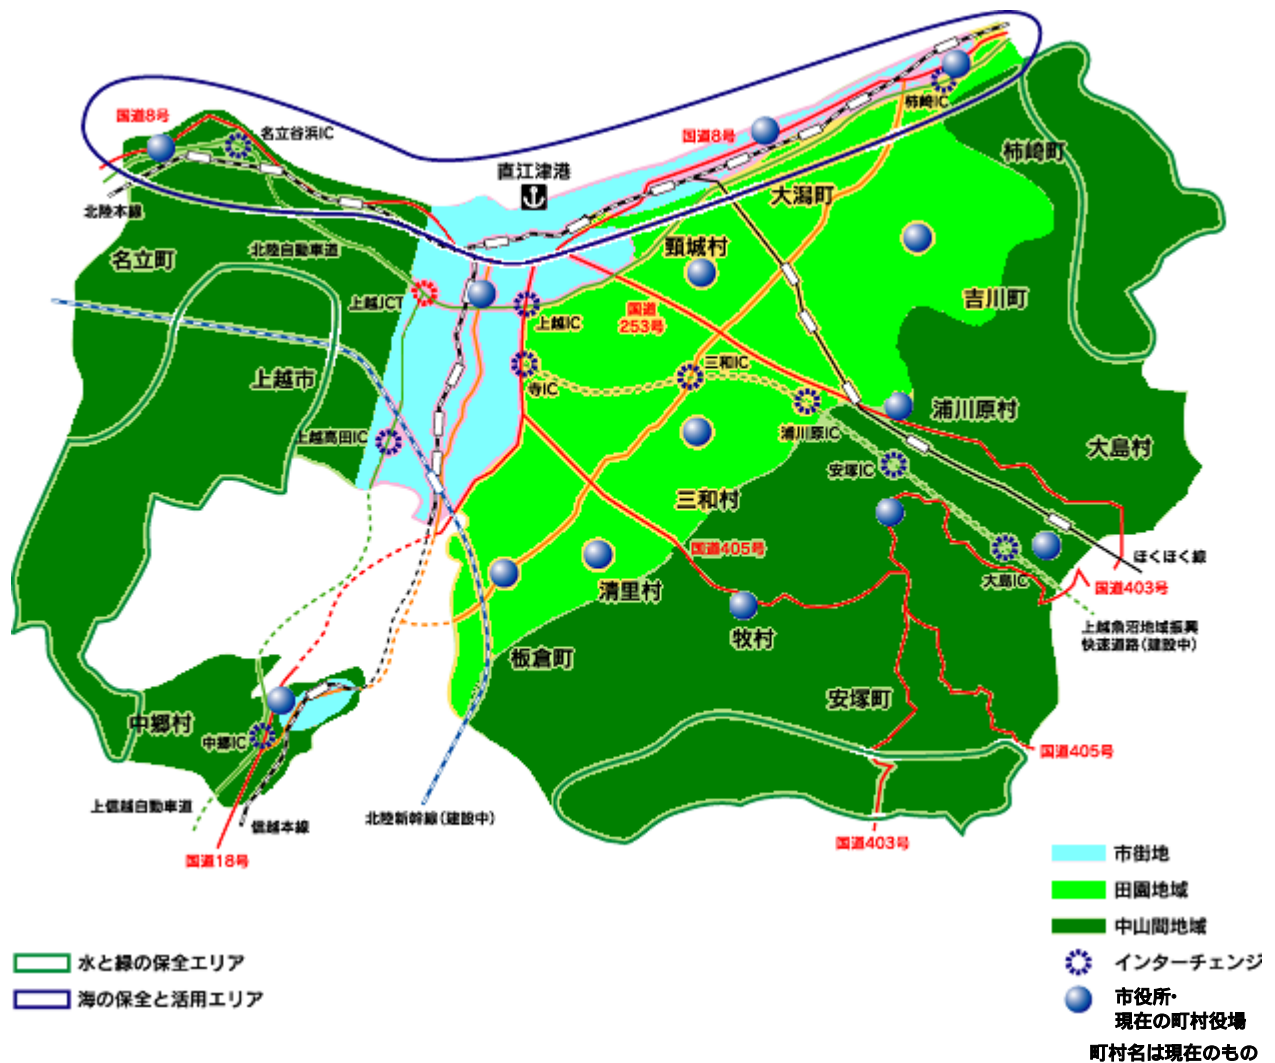 国道8号
名立谷浜IC
北陸本線
名立町
北陸自動車道
直江津港
国道8号
柿崎IC
柿崎町
大潟町
頸城村
吉川町
上越JCT
上越IC
国道
253号
上越市
寺IC
三和IC
上越高田IC
浦川原IC
浦川原村
大島村
安塚IC
三和村
国道405号
清里村
牧村
板倉町
大島IC
ほくほく線
国道403号
上越魚沼地域振興
快速道路(建設中)
安塚町
中郷村
中郷IC
国道405号
上信越自動車道
信越本線
北陸新幹線(建設中)
国道18号
国道403号
市街地
田園地域
中山間地域
インターチェンジ
市役所・
現在の町村役場
町村名は現在のもの
水と緑の保全エリア
海の保全と活用エリア